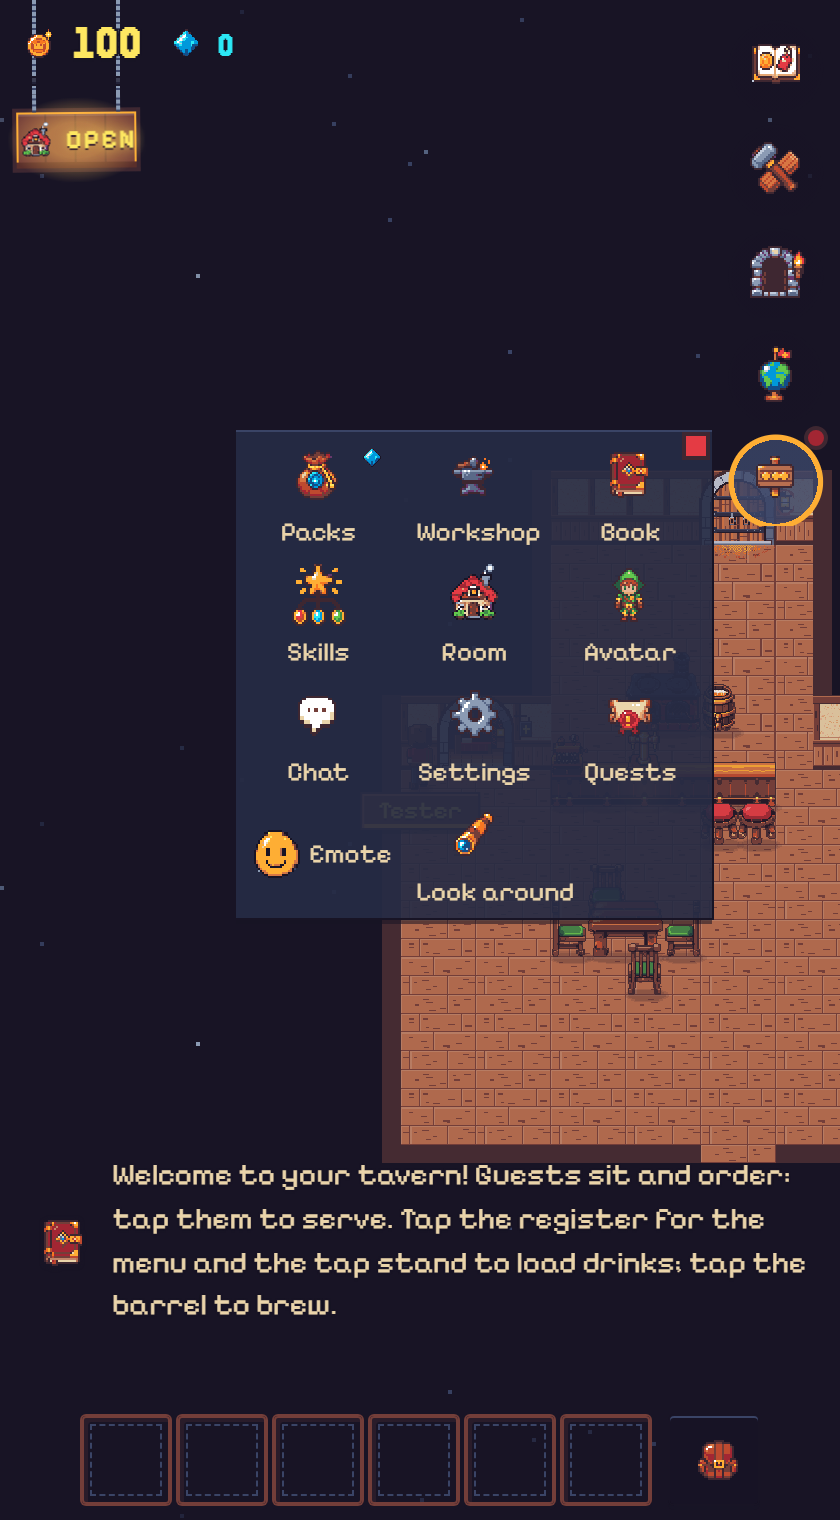 100
0
OPEN
Packs
Workshop
Book
Skills
Room
Avatar
Chat
Settings
Quests
Tester
Emote
Look around
Welcome to your tavern! Guests sit and order:
tap them to serve. Tap the register for the
menu and the tap stand to load drinks; tap the
barrel to brew.